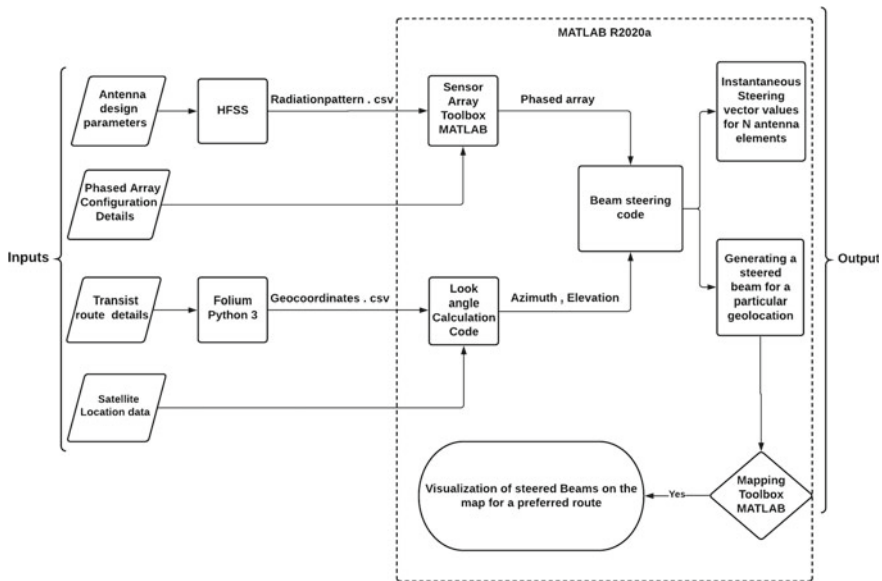 MATLAB R2020a
Inputs
Antenna
design
parameters
HFSS
Radiationpattern . csv
Sensor
Array
Toolbox
MATLAB
Phased array
Instantaneous
Steering
vector values
for N antenna
elements
Phased Array
Configuration
Details
Beam steering
code
Output
Transist
route details
Folium
Python 3
Geocoordinates . csv
Look
angle
Calculation
Code
Azimuth , Elevation
Generating a
steered
beam for a
particular
geolocation
Satellite
Location data
Visualization of steered Beams on the
map for a preferred route
Yes
Mapping
Toolbox
MATLAB